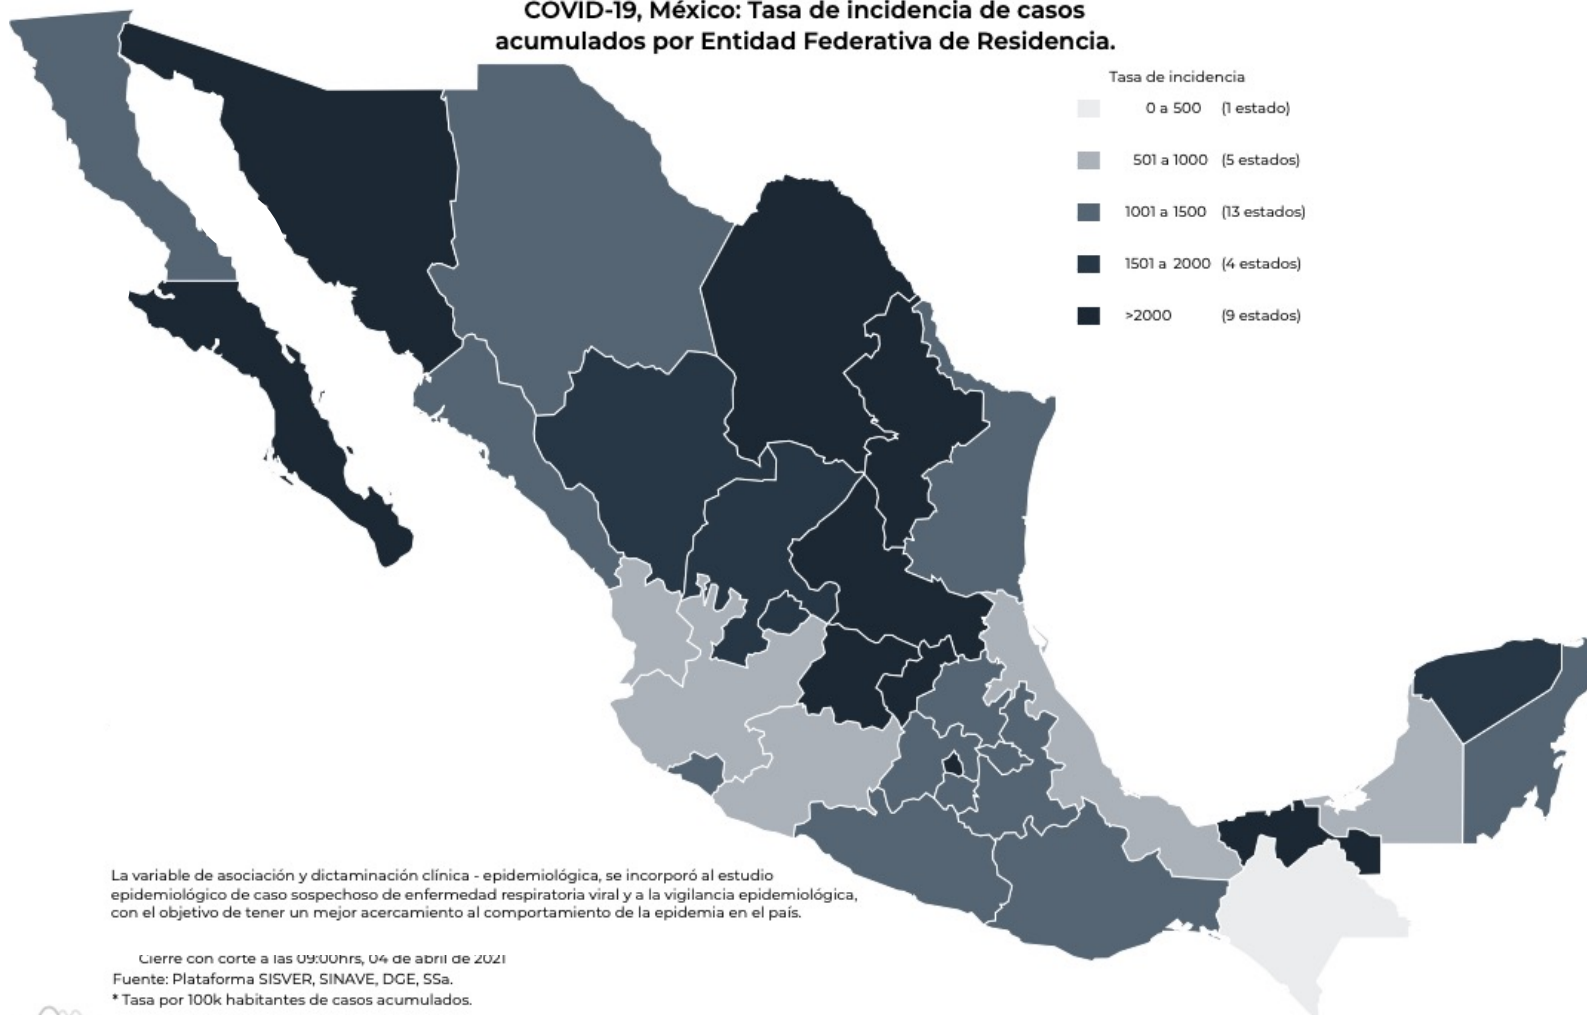 COVID-19, México: Tasa de incidencia de casos
acumulados por Entidad Federativa de Residencia.
Tasa de incidencia
0 a 500 (1 estado)
501 a 1000 (5 estados)
1001 a 1500 (13 estados)
1501 a 2000 (4 estados)
>2000 (9 estados)
La variable de asociación y dictaminación clínica - epidemiológica, se incorporó al estudio
epidemiológico de caso sospechoso de enfermedad respiratoria viral y a la vigilancia epidemiológica,
con el objetivo de tener un mejor acercamiento al comportamiento de la epidemia en el país.
Cierre con corte a las 09:00hrs, 04 de abril de 2021
Fuente: Plataforma SISVER, SINAVE, DGE, SSa.
* Tasa por 100k habitantes de casos acumulados.